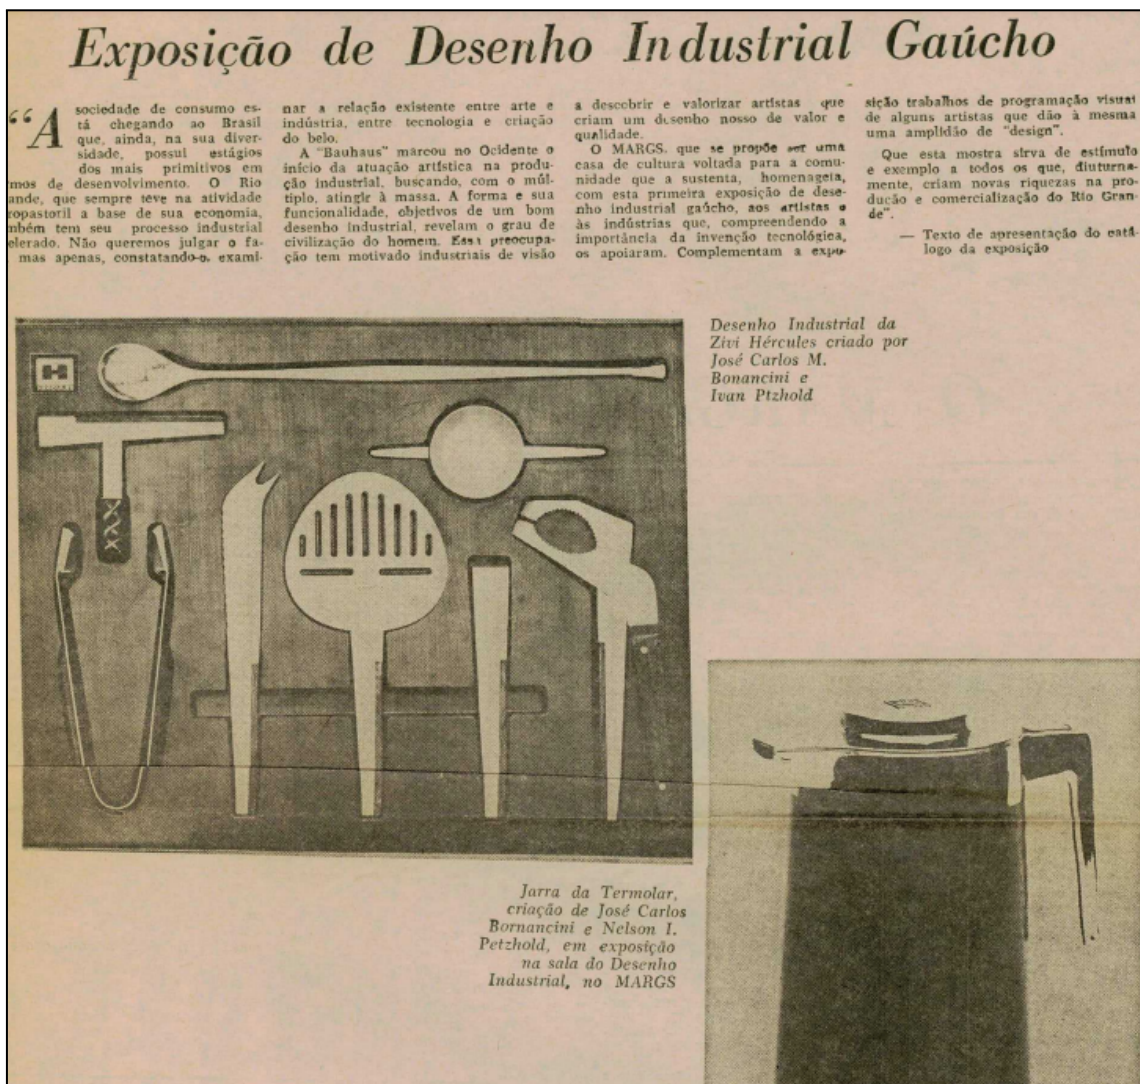 Exposição de Desenho Industrial Gaúcho
“A sociedade de consumo es-
tá chegando ao Brasil
que, ainda, na sua diver-
sidade, possui estágios
dos mais primitivos em
mos de desenvolvimento. O Rio
ande, que sempre teve na atividade
ropastoril a base de sua economia,
mbém tem seu processo industrial
elerado. Não queremos julgar o fa-
mas apenas, constatando-o, exami-
nar a relação existente entre arte e
indústria, entre tecnologia e criação
do belo.
A "Bauhaus" marcou no Ocidente o
início da atuação artística na produ-
ção industrial, buscando, com o múl-
tiplo, atingir à massa. A forma e sua
funcionalidade, objetivos de um bom
desenho industrial, revelam o grau de
civilização do homem. Essa preocupa-
ção tem motivado industriais de visão
a descobrir e valorizar artistas que
criam um desenho nosso de valor e
qualidade.
O MARGS. que se propõe ser uma
casa de cultura voltada para a comu-
nidade que a sustenta, homenageia,
com esta primeira exposição de dese-
nho industrial gaúcho, aos artistas e
às indústrias que, compreendendo a
importância da invenção tecnológica,
os apoiaram. Complementam a expo-
sição trabalhos de programação visual
de alguns artistas que dão à mesma
uma amplidão de "design".
Que esta mostra sirva de estímulo
e exemplo a todos os que, diuturna-
mente, criam novas riquezas na pro-
dução e comercialização do Rio Gran-
de".
— Texto de apresentação do catá-
logo da exposição
Desenho Industrial da
Zivi Hércules criado por
José Carlos M.
Bonancini e
Ivan Ptzhold
Jarra da Termolar,
criação de José Carlos
Bornancini e Nelson I.
Petzhold, em exposição
na sala do Desenho
Industrial, no MARGS